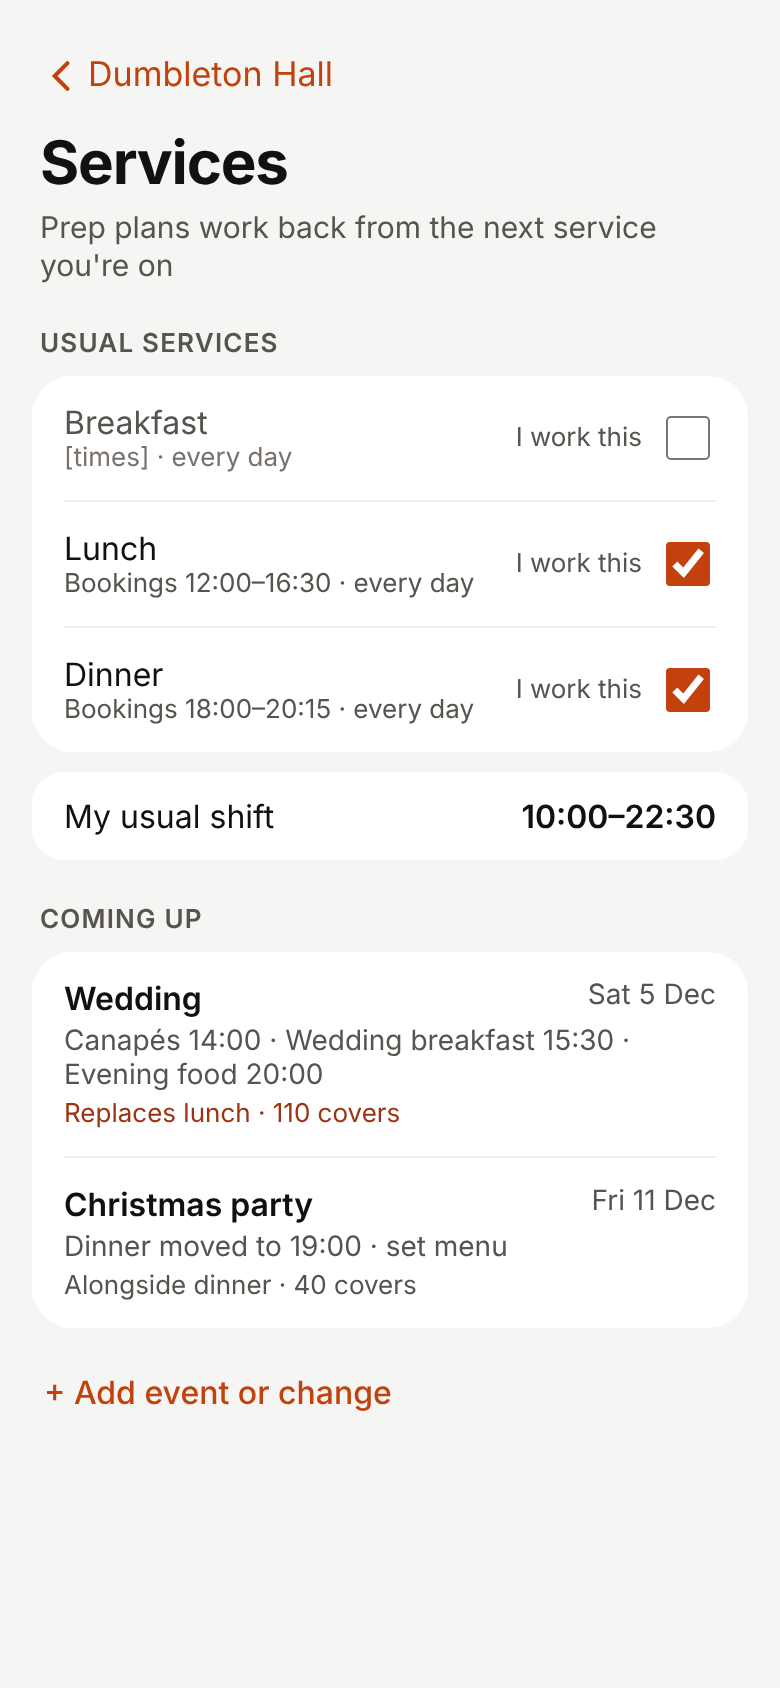 Dumbleton Hall
Services
Prep plans work back from the next service
you're on
USUAL SERVICES
Breakfast
[times] · every day
I work this
Lunch
Bookings 12:00–16:30 · every day
I work this
Dinner
Bookings 18:00–20:15 · every day
I work this
My usual shift
10:00–22:30
COMING UP
Wedding
Sat 5 Dec
Canapés 14:00 · Wedding breakfast 15:30 ·
Evening food 20:00
Replaces lunch · 110 covers
Christmas party
Fri 11 Dec
Dinner moved to 19:00 · set menu
Alongside dinner · 40 covers
+ Add event or change